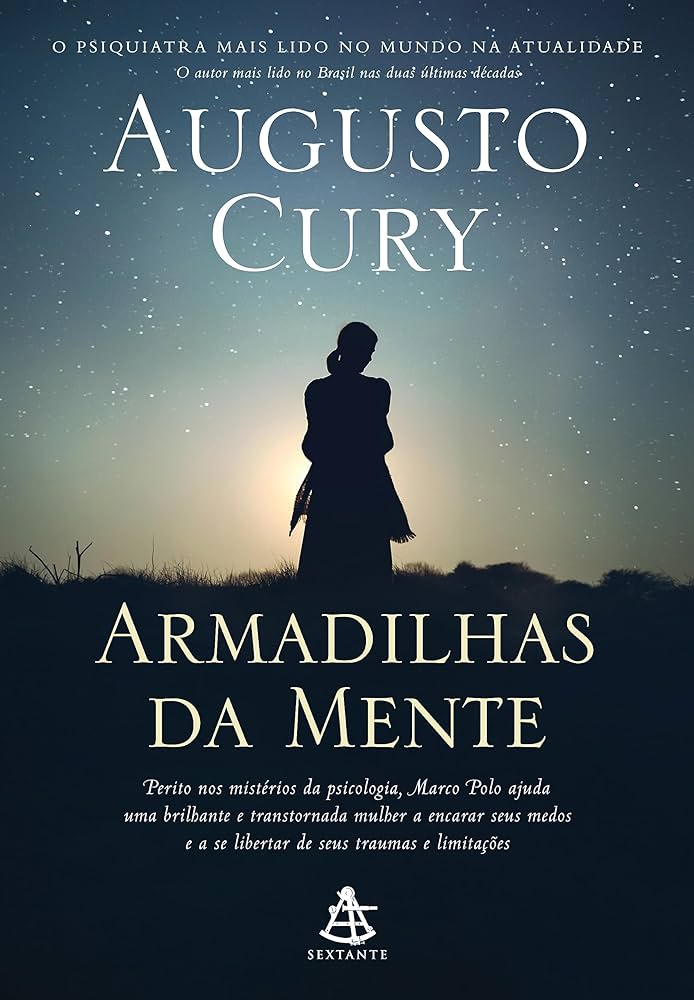 O PSIQUIATRA MAIS LIDO NO MUNDO NA ATUALIDADE
O autor mais lido no Brasil nas duas últimas décadas
AUGUSTO
CURY
ARMADILHAS
DA MENTE
Perito nos mistérios da psicologia, Marco Polo ajuda
uma brilhante e transtornada mulher a encarar seus medos
e a se libertar de seus traumas e limitações
SEXTANTE